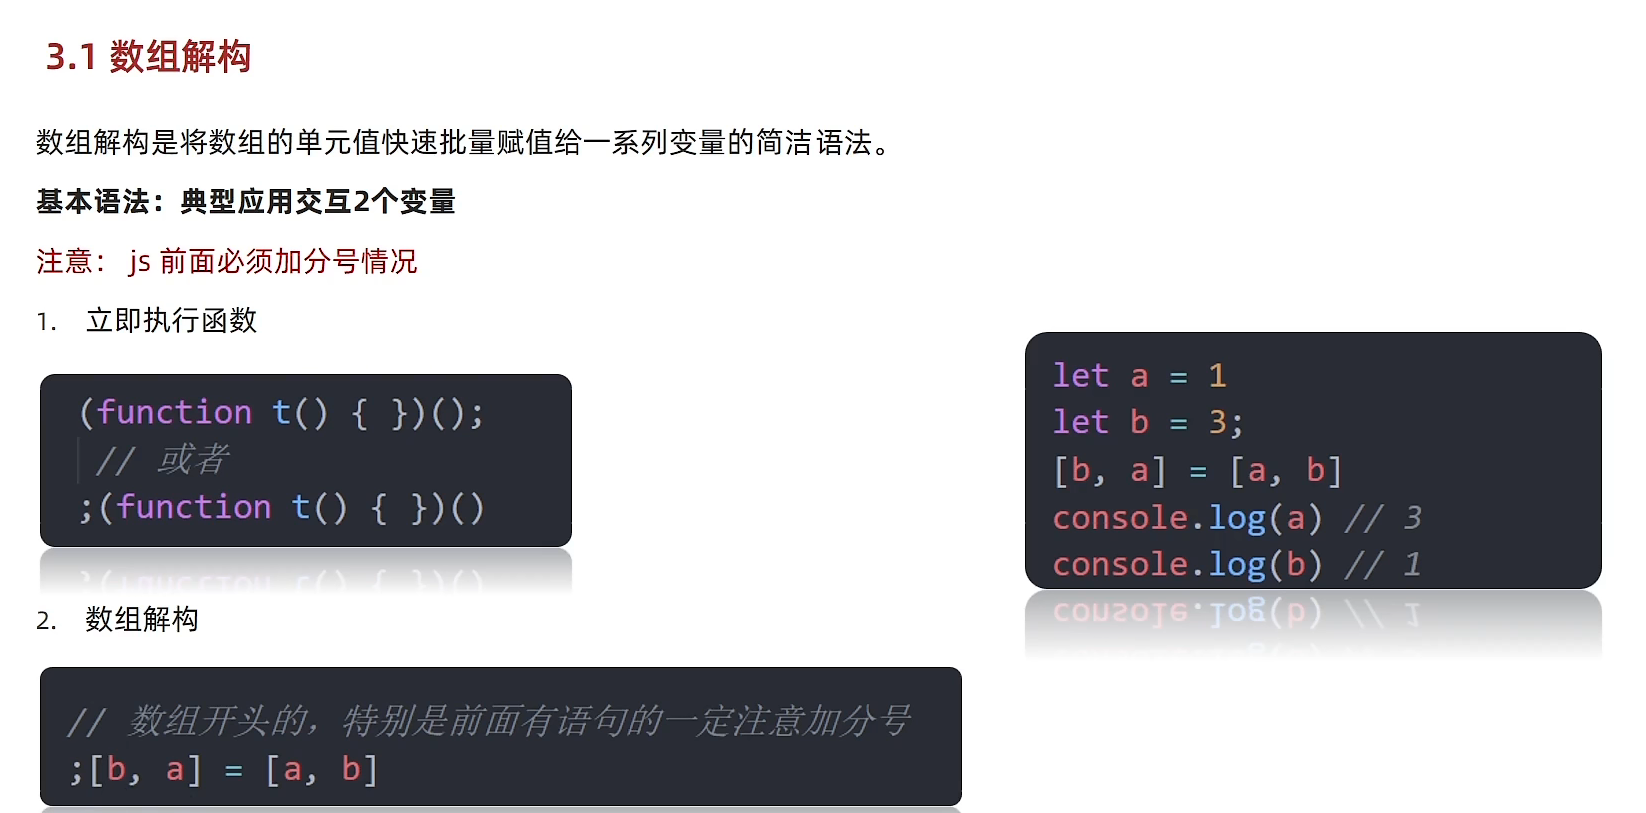 3.1 数组解构
数组解构是将数组的单元值快速批量赋值给一系列变量的简洁语法。
基本语法：典型应用交互2个变量
注意： js 前面必须加分号情况
1. 立即执行函数
(function t() { })();
// 或者
;(function t() { })()
2. 数组解构
// 数组开头的，特别是前面有语句的一定注意加分号
;[b, a] = [a, b]
let a = 1
let b = 3;
[b, a] = [a, b]
console.log(a) // 3
console.log(b) // 1